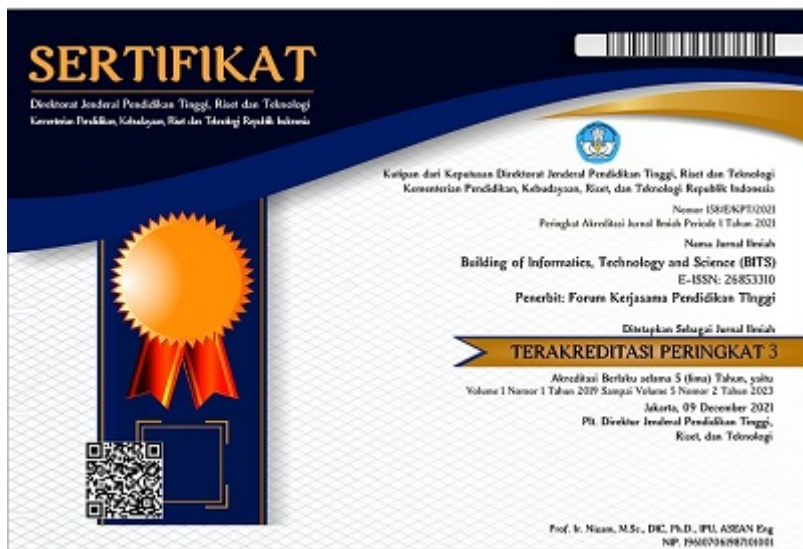 SERTIFIKAT
Direktorat Jenderal Pendidikan Tinggi, Riset dan Teknologi
Kementerian Pendidikan, Kebudayaan, Riset dan Teknologi Republik Indonesia
Kutipan dari Keputusan Direktorat Jenderal Pendidikan Tinggi, Riset dan Teknologi
Kementerian Pendidikan, Kebudayaan, Riset, dan Teknologi Republik Indonesia
Nomor 158/E/KPT/2021
Peringkat Akreditasi Jurnal Ilmiah Periode 1 Tahun 2021
Nama Jurnal Ilmiah
Building of Informatics, Technology and Science (BITS)
E-ISSN: 26853310
Penerbit: Forum Kerjasama Pendidikan TInggi
Ditetapkan Sebagai Jurnal Ilmiah
TERAKREDITASI PERINGKAT 3
Akreditasi Berlaku selama 5 (lima) Tahun, yaitu
Volume 1 Nomor 1 Tahun 2019 Sampai Volume 5 Nomor 2 Tahun 2023
Jakarta, 09 December 2021
Plt. Direktur Jenderal Pendidikan Tinggi,
Riset, dan Teknologi
Prof. Ir. Nizam, M.Sc., DIC, Ph.D., IPU, ASEAN Eng
NIP. 196107061987101001